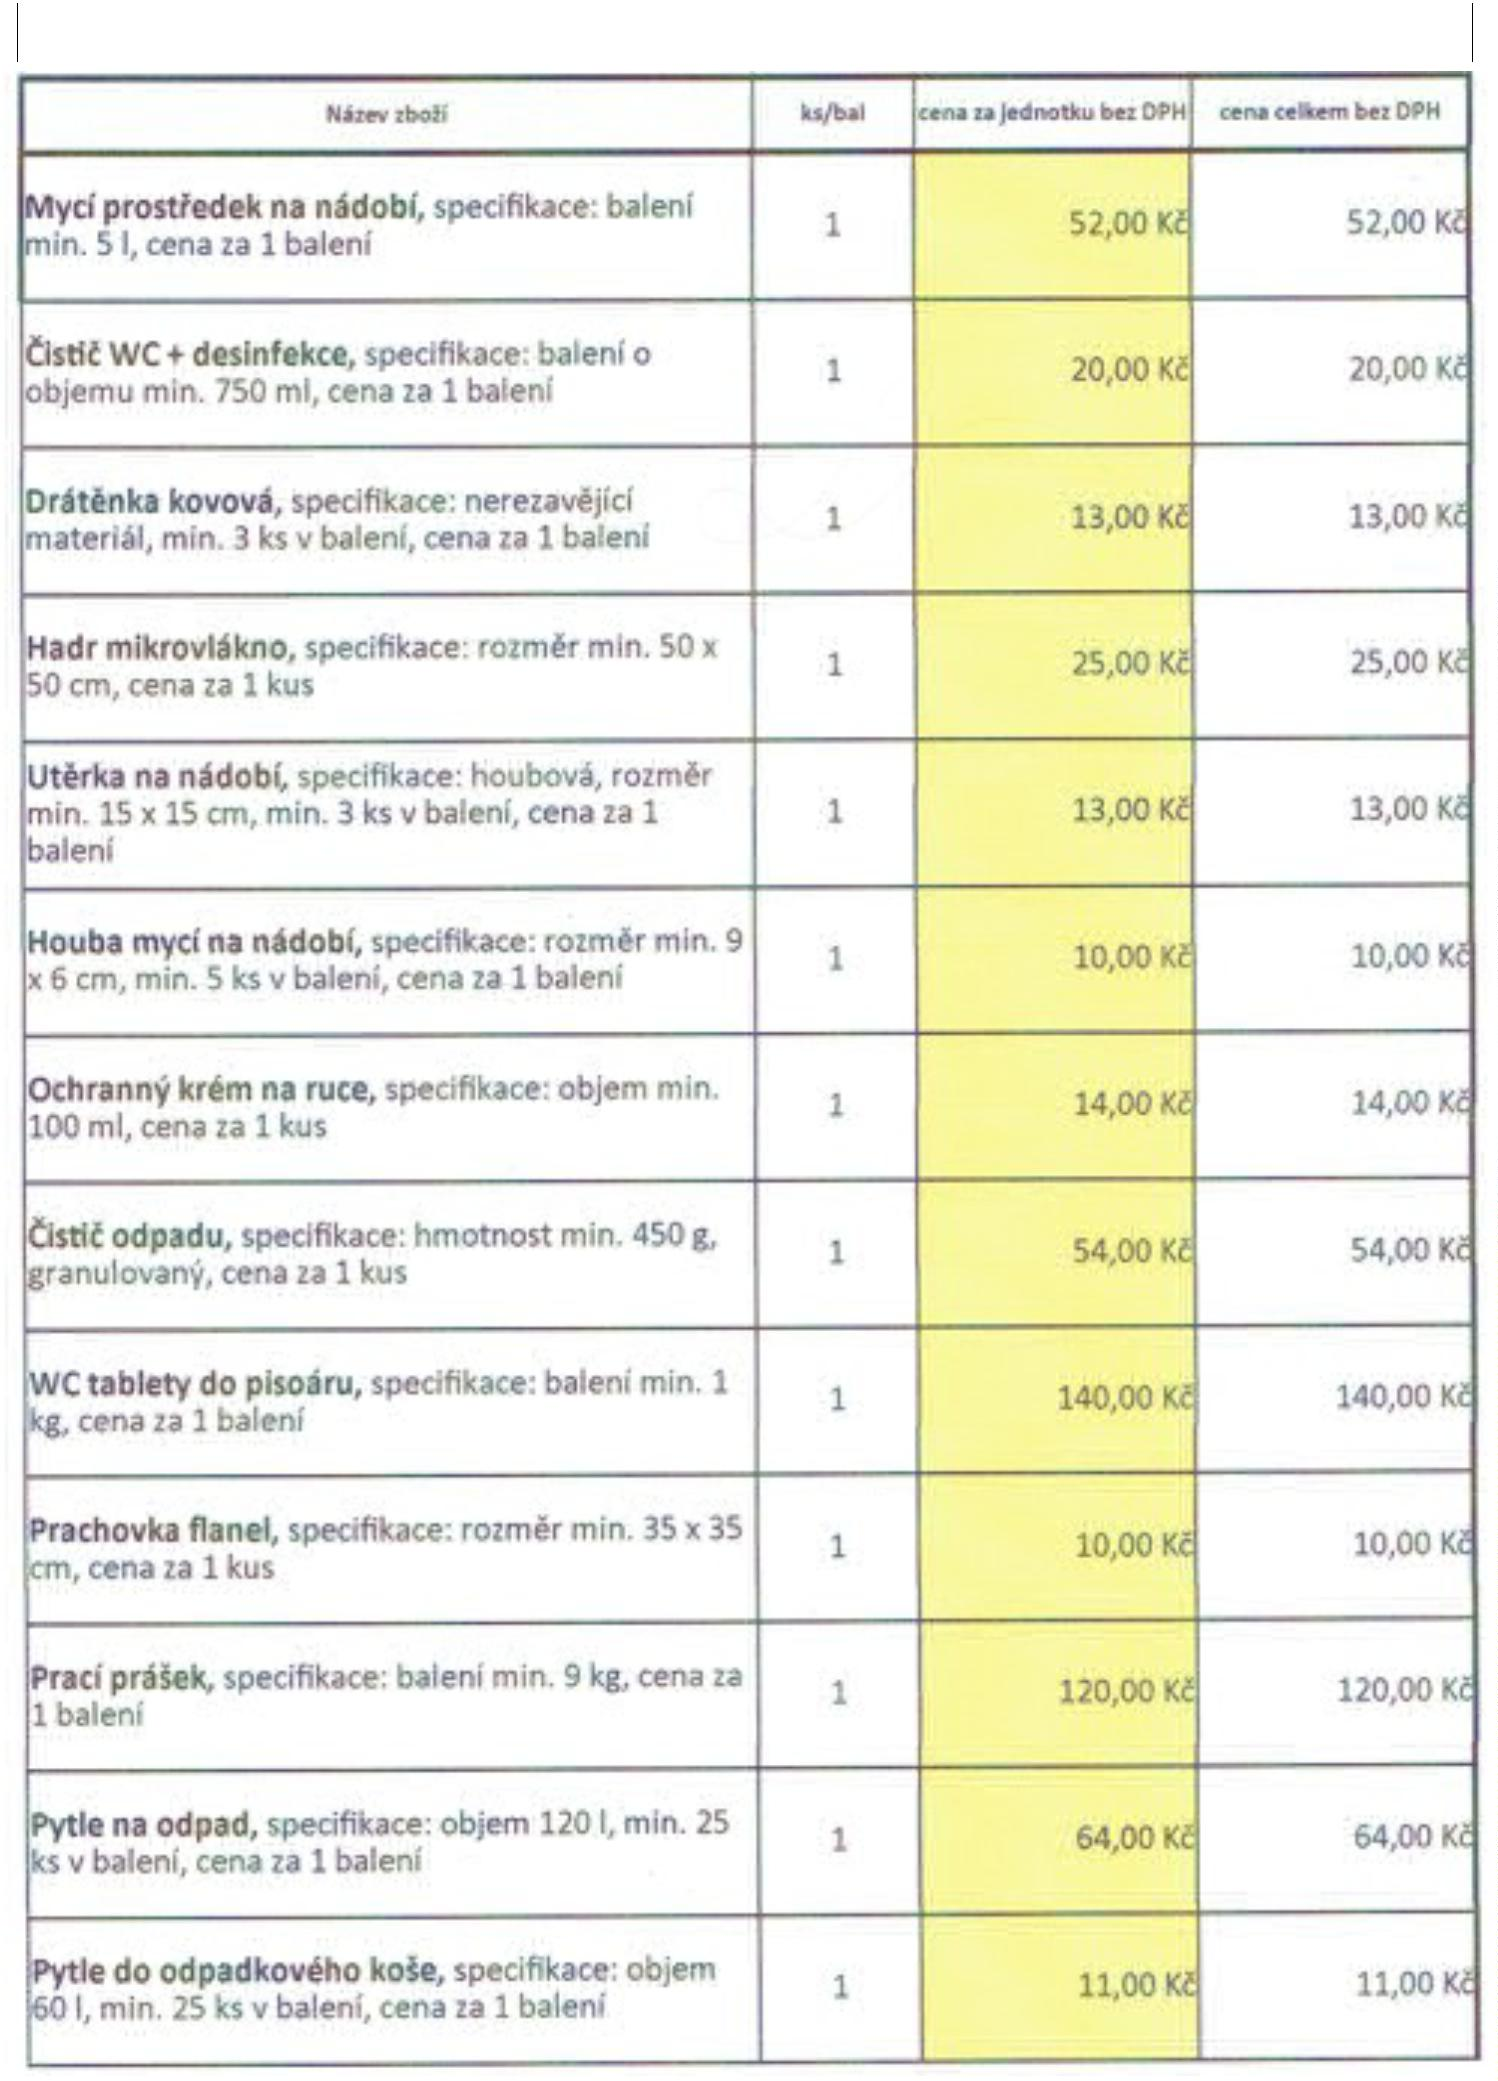 Název zboží ks/bal cena za jednotku bez DPH cena celkem bez DPH
Mycí prostředek na nádobí, specifikace: balení
min. 5 l, cena za 1 balení
1 52,00 Kč 52,00 Kč
Čistič WC + desinfekce, specifikace: balení o
objemu min. 750 ml, cena za 1 balení
1 20,00 Kč 20,00 Kč
Drátěnka kovová, specifikace: nerezavějící
materiál, min. 3 ks v balení, cena za 1 balení
1 13,00 Kč 13,00 Kč
Hadr mikrovlákno, specifikace: rozměr min. 50 x
50 cm, cena za 1 kus
1 25,00 Kč 25,00 Kč
Utěrka na nádobí, specifikace: houbová, rozměr
min. 15 x 15 cm, min. 3 ks v balení, cena za 1
balení
1 13,00 Kč 13,00 Kč
Houba mycí na nádobí, specifikace: rozměr min. 9
x 6 cm, min. 5 ks v balení, cena za 1 balení
1 10,00 Kč 10,00 Kč
Ochranný krém na ruce, specifikace: objem min.
100 ml, cena za 1 kus
1 14,00 Kč 14,00 Kč
Čistič odpadu, specifikace: hmotnost min. 450 g,
granulovaný, cena za 1 kus
1 54,00 Kč 54,00 Kč
WC tablety do pisoáru, specifikace: balení min. 1
kg, cena za 1 balení
1 140,00 Kč 140,00 Kč
Prachovka flanel, specifikace: rozměr min. 35 x 35
cm, cena za 1 kus
1 10,00 Kč 10,00 Kč
Prací prášek, specifikace: balení min. 9 kg, cena za
1 balení
1 120,00 Kč 120,00 Kč
Pytle na odpad, specifikace: objem 120 l, min. 25
ks v balení, cena za 1 balení
1 64,00 Kč 64,00 Kč
Pytle do odpadkového koše, specifikace: objem
60 l, min. 25 ks v balení, cena za 1 balení
1 11,00 Kč 11,00 Kč